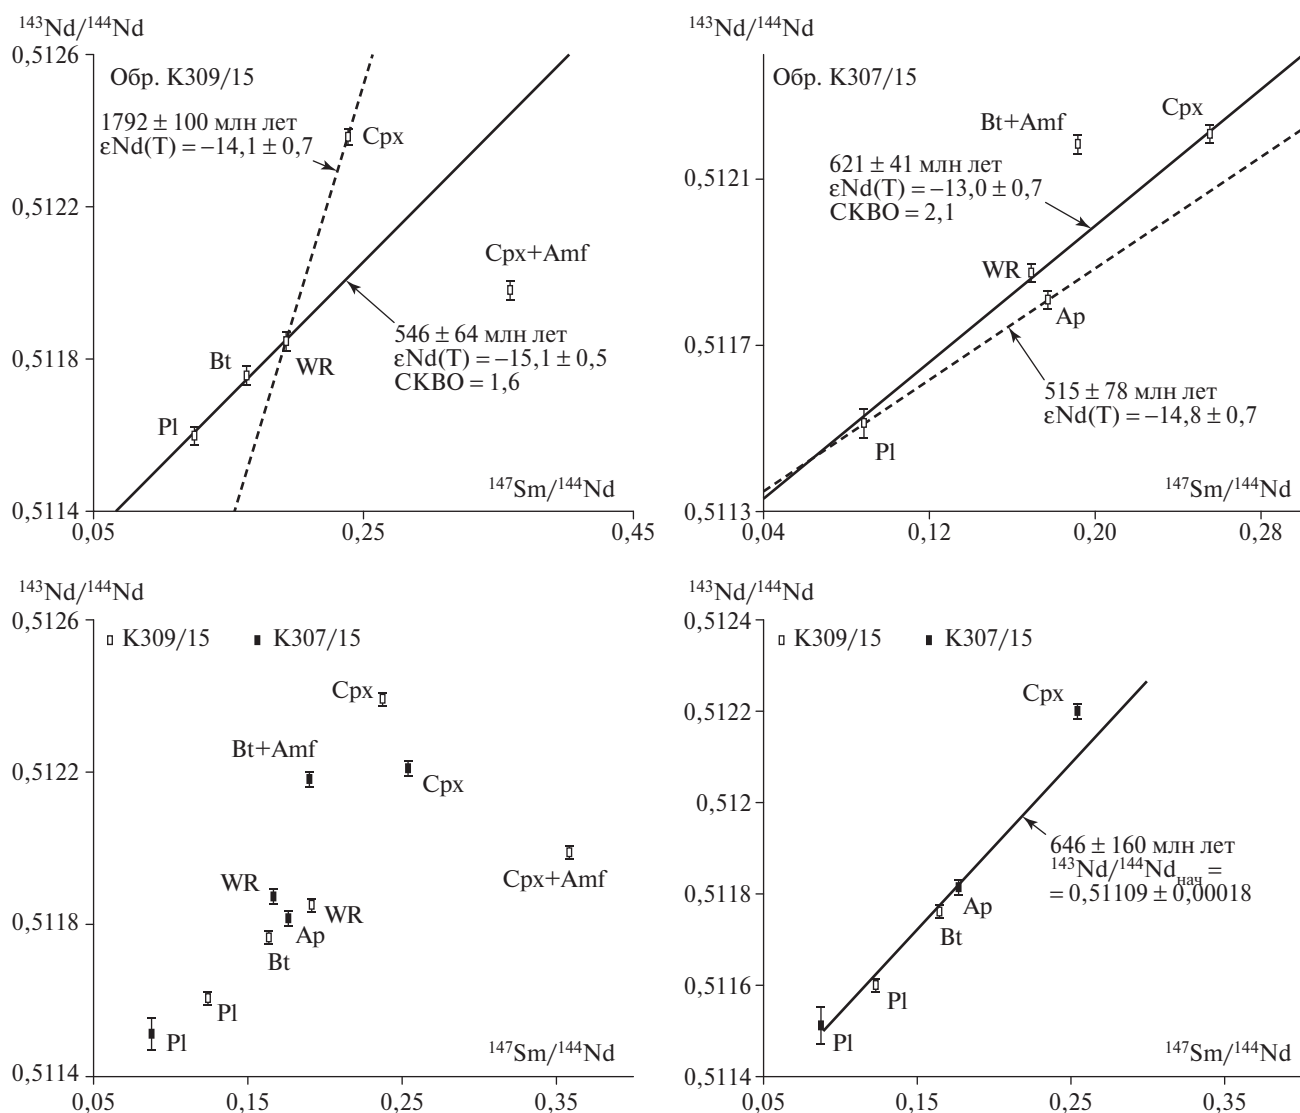 ¹⁴³Nd/¹⁴⁴Nd
0,5126
Обр. К309/15
1792 ± 100 млн лет
εNd(T) = –14,1 ± 0,7
Cpx
0,5122
Cpx+Amf
546 ± 64 млн лет
εNd(T) = –15,1 ± 0,5
СКВО = 1,6
Bt
WR
0,5118
Pl
¹⁴⁷Sm/¹⁴⁴Nd
0,5114
0,05
0,25
0,45
¹⁴³Nd/¹⁴⁴Nd
Обр. К307/15
Bt+Amf
Cpx
621 ± 41 млн лет
εNd(T) = –13,0 ± 0,7
СКВО = 2,1
0,5121
WR
Ap
0,5117
515 ± 78 млн лет
εNd(T) = –14,8 ± 0,7
Pl
¹⁴⁷Sm/¹⁴⁴Nd
0,5113
0,04
0,12
0,20
0,28
¹⁴³Nd/¹⁴⁴Nd
0,5126
К309/15
К307/15
Cpx
Bt+Amf
0,5122
Cpx
Cpx+Amf
WR
WR
0,5118
Ap
Bt
Pl
Pl
¹⁴⁷Sm/¹⁴⁴Nd
0,5114
0,05
0,15
0,25
0,35
¹⁴³Nd/¹⁴⁴Nd
0,5124
К309/15
К307/15
Cpx
0,5122
0,512
646 ± 160 млн лет
¹⁴³Nd/¹⁴⁴Ndнач =
= 0,51109 ± 0,00018
0,5118
Ap
Bt
0,5116
Pl
Pl
¹⁴⁷Sm/¹⁴⁴Nd
0,5114
0,05
0,15
0,25
0,35